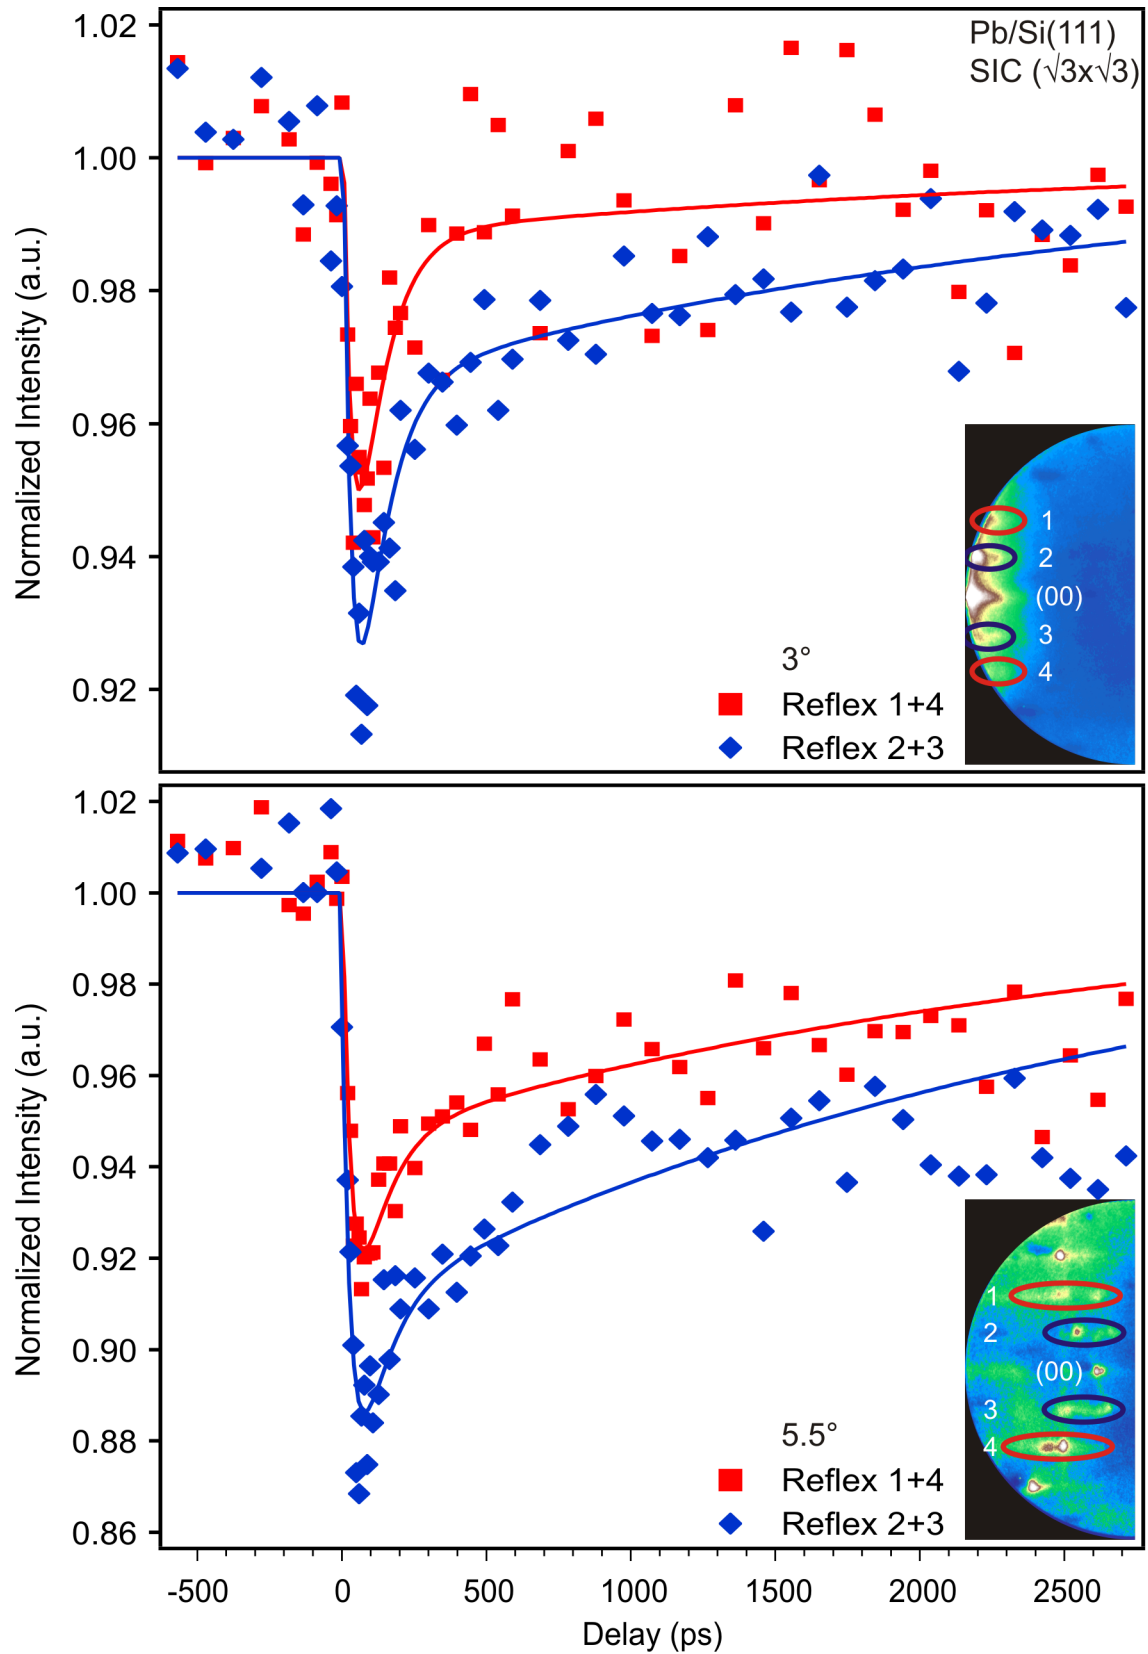 Pb/Si(111)
SIC (√3x√3)
Normalized Intensity (a.u.)
1.02
1.00
0.98
0.96
0.94
0.92
1
2
(00)
3
4
3°
Reflex 1+4
Reflex 2+3
Normalized Intensity (a.u.)
1.02
1.00
0.98
0.96
0.94
0.92
0.90
0.88
0.86
1
2
(00)
3
4
5.5°
Reflex 1+4
Reflex 2+3
-500 0 500 1000 1500 2000 2500
Delay (ps)